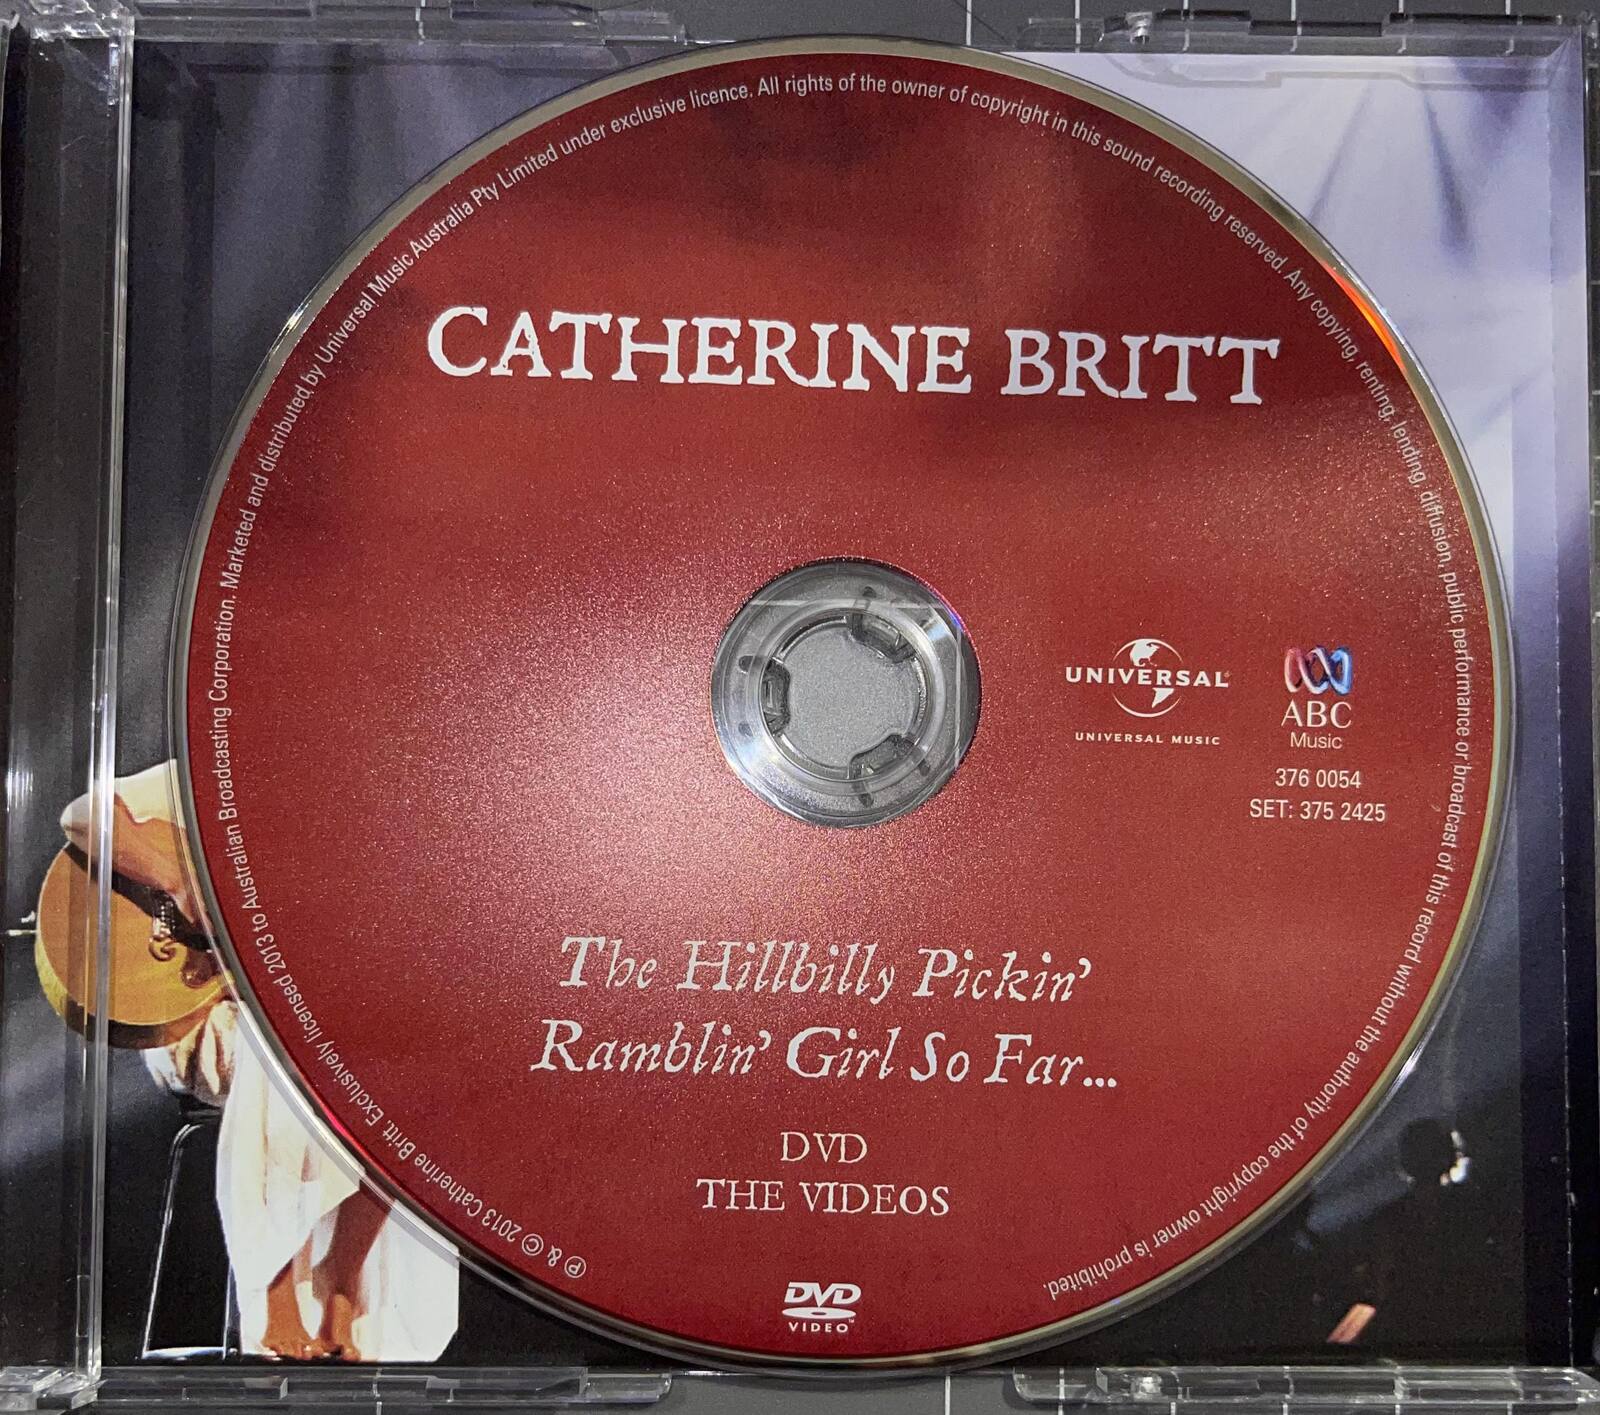 CATHERINE BRITT
UNIVERSAL
UNIVERSAL MUSIC
ABC
Music
376 0054
SET: 375 2425
The Hillbilly Pickin'
Ramblin' Girl So Far...
DVD
THE VIDEOS
DVD
VIDEO™
℗ & © 2013 Catherine Britt. Exclusively licensed 2013 to Australian Broadcasting Corporation. Marketed and distributed by Universal Music Australia Pty Limited under exclusive licence. All rights of the owner of copyright in this sound recording reserved. Any copying, renting, lending, diffusion, public performance or broadcast of this record without the authority of the copyright owner is prohibited.